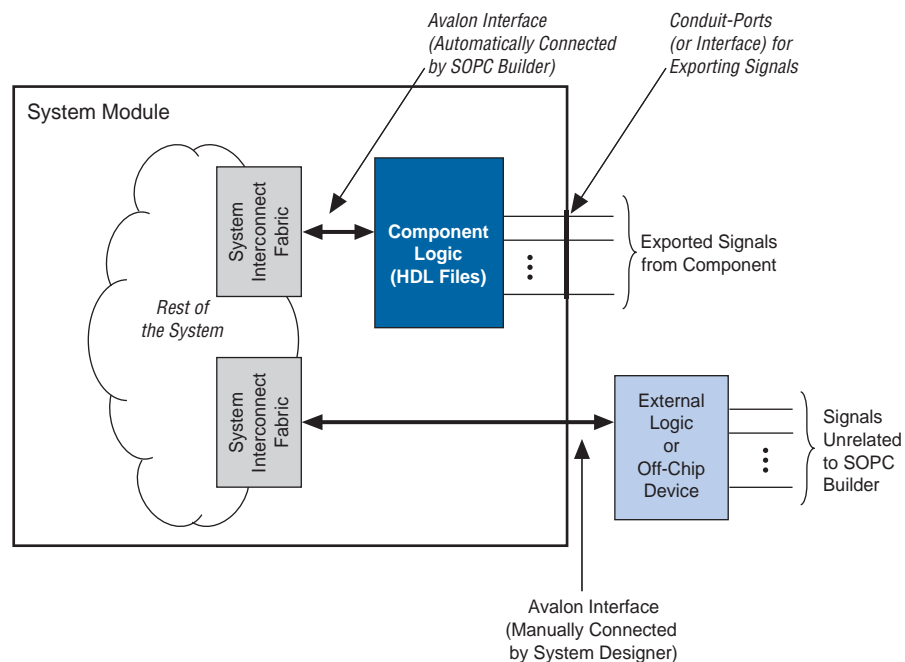 Avalon Interface
(Automatically Connected
by SOPC Builder)
Conduit-Ports
(or Interface) for
Exporting Signals
System Module
System
Interconnect
Fabric
Component
Logic
(HDL Files)
Exported Signals
from Component
Rest of
the System
System
Interconnect
Fabric
External
Logic
or
Off-Chip
Device
Signals
Unrelated
to SOPC
Builder
Avalon Interface
(Manually Connected
by System Designer)